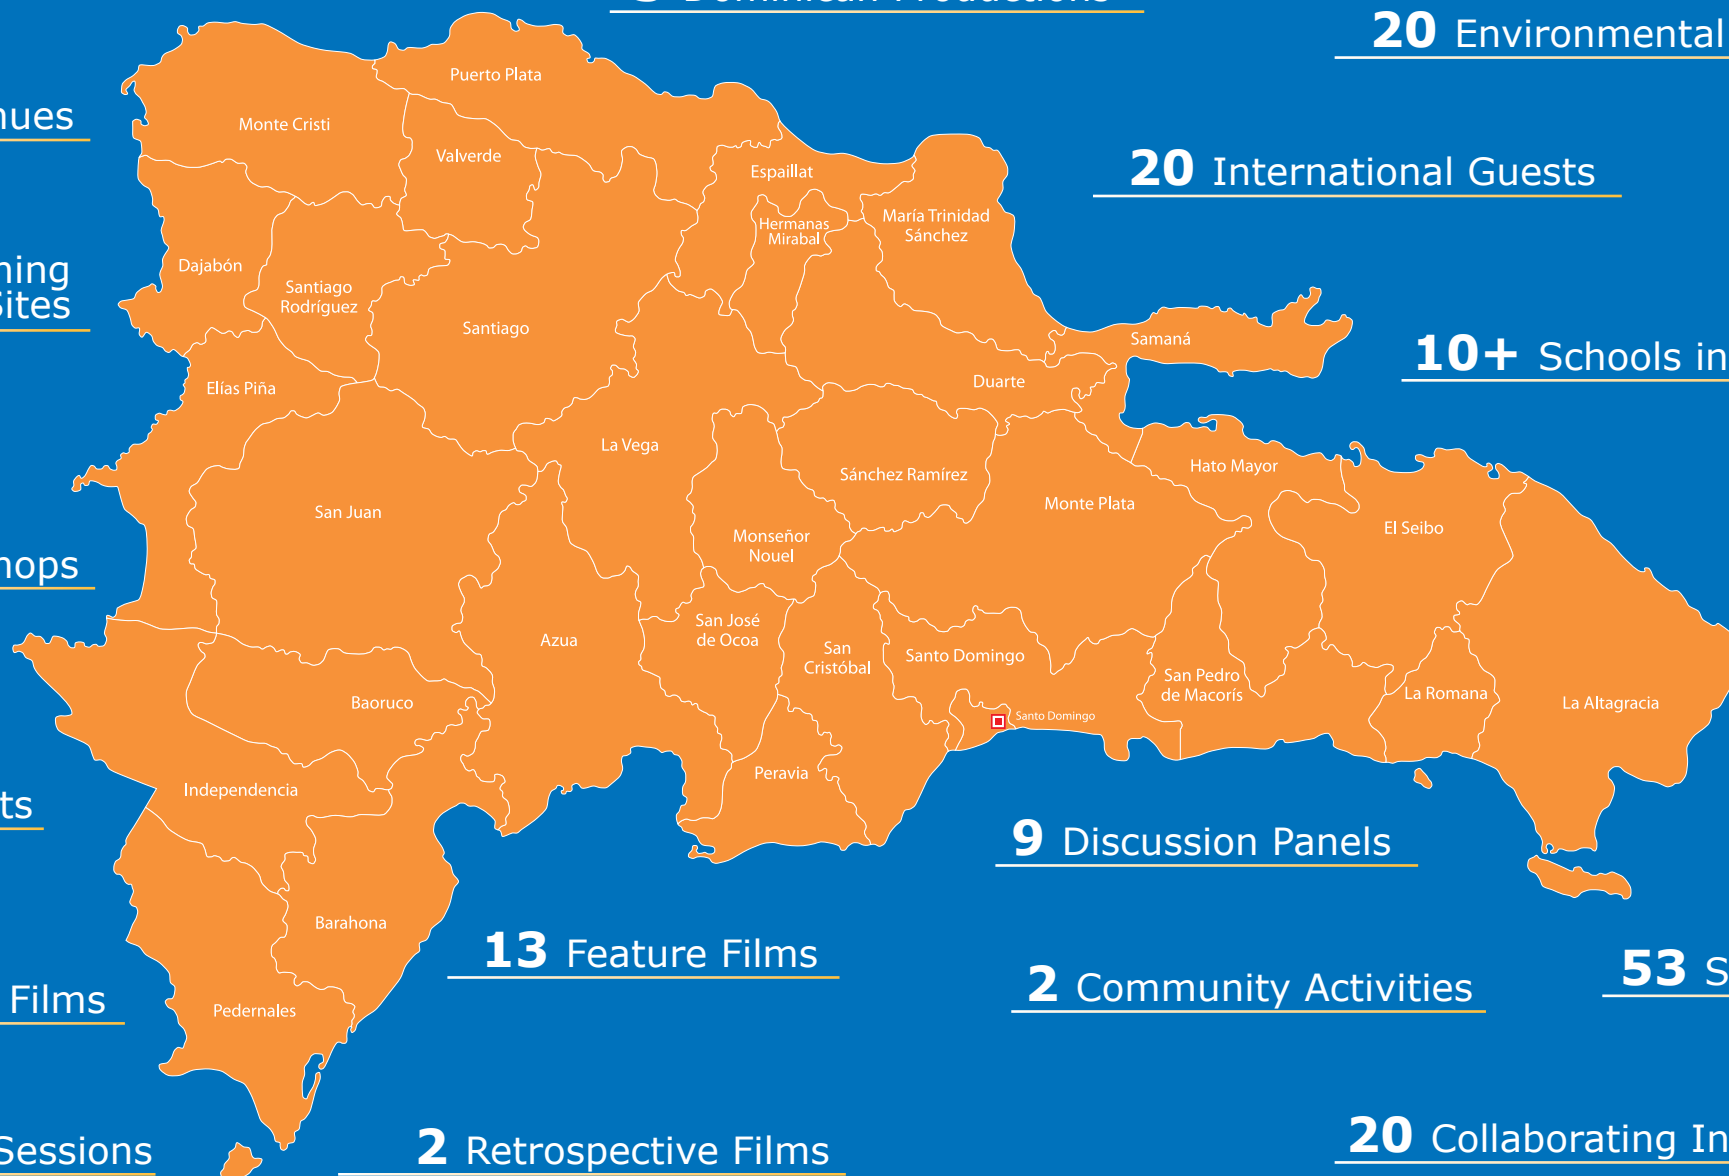 Dominican Productions
20 Environmental
Puerto Plata
nues
Monte Cristi
Valverde
Espaillat
20 International Guests
Hermanas
Mirabal
María Trinidad
Sánchez
Dajabón
ning
Sites
Santiago
Rodríguez
Santiago
Samaná
10+ Schools in
Elías Piña
Duarte
La Vega
Sánchez Ramírez
Hato Mayor
San Juan
Monte Plata
El Seibo
Monseñor
Nouel
hops
San José
de Ocoa
Azua
San
Cristóbal
Santo Domingo
San Pedro
de Macorís
La Romana
La Altagracia
Baoruco
Santo Domingo
Peravia
Independencia
ts
9 Discussion Panels
Barahona
13 Feature Films
53 S
2 Community Activities
Films
Pedernales
Sessions
2 Retrospective Films
20 Collaborating In